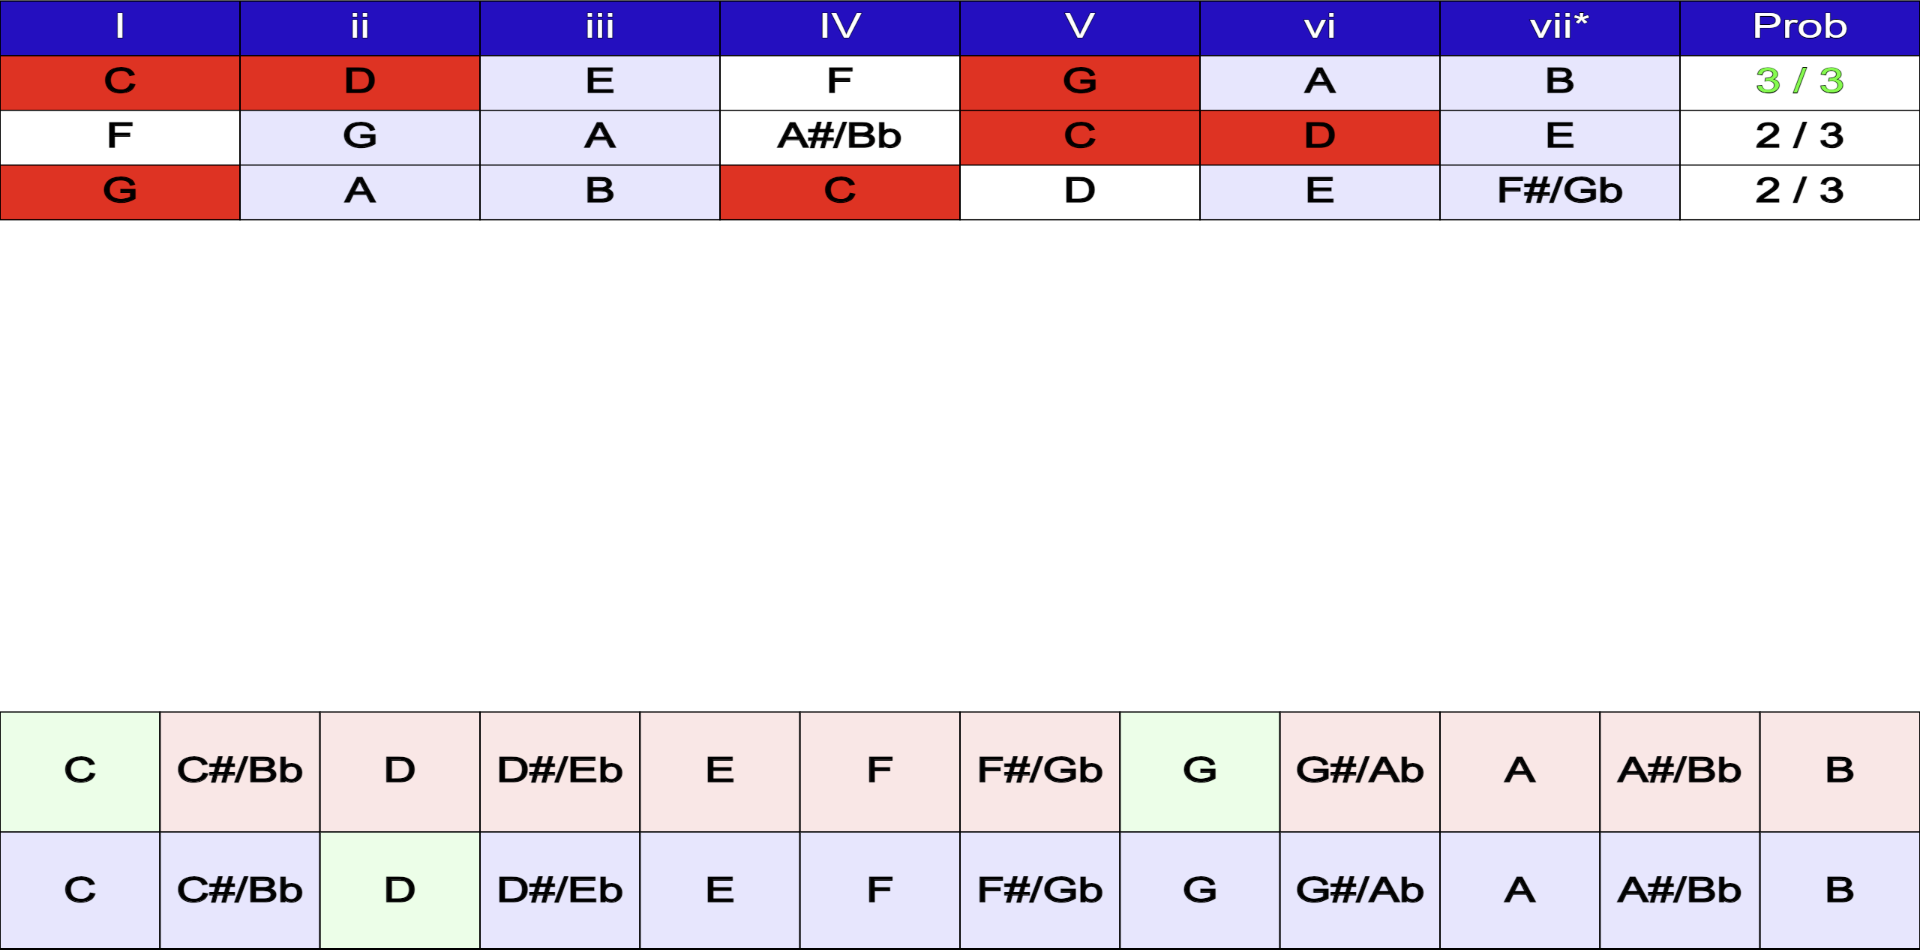 I ii iii IV V vi vii* Prob
C D E F G A B 3 / 3
F G A A#/Bb C D E 2 / 3
G A B C D E F#/Gb 2 / 3
C C#/Bb D D#/Eb E F F#/Gb G G#/Ab A A#/Bb B
C C#/Bb D D#/Eb E F F#/Gb G G#/Ab A A#/Bb B